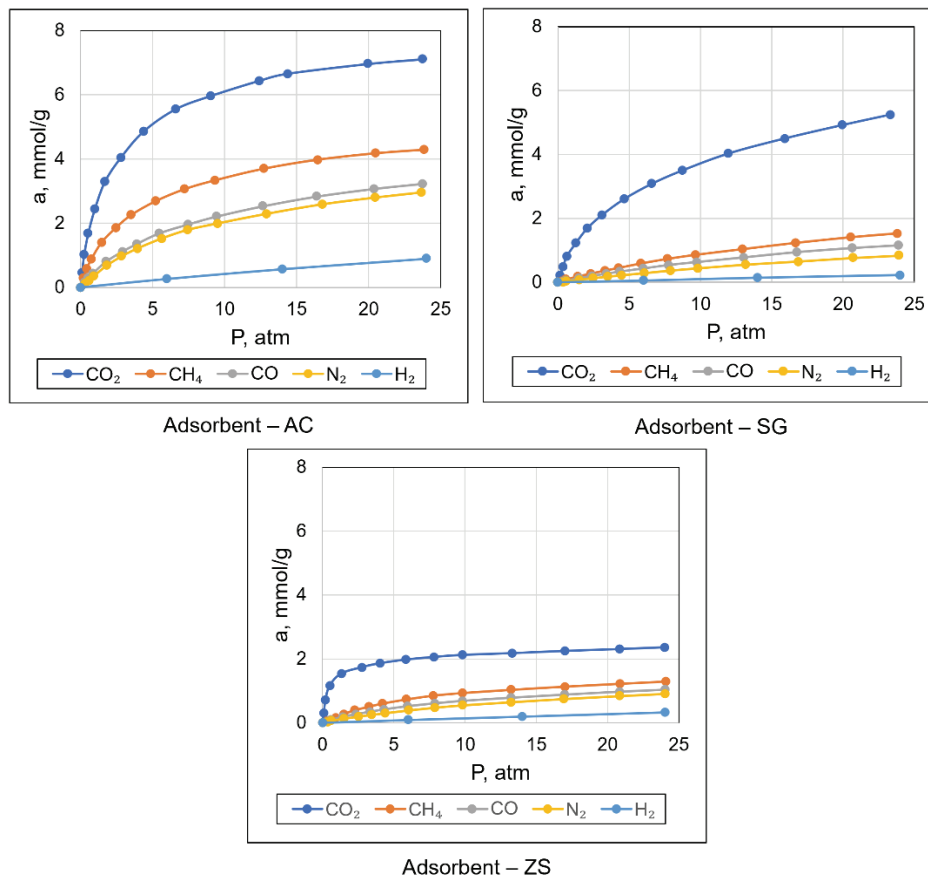 8
6
4
2
0
a, mmol/g
0 5 10 15 20 25
P, atm
CO₂ CH₄ CO N₂ H₂
Adsorbent – AC
8
6
4
2
0
a, mmol/g
0 5 10 15 20 25
P, atm
CO₂ CH₄ CO N₂ H₂
Adsorbent – SG
8
6
4
2
0
a, mmol/g
0 5 10 15 20 25
P, atm
CO₂ CH₄ CO N₂ H₂
Adsorbent – ZS